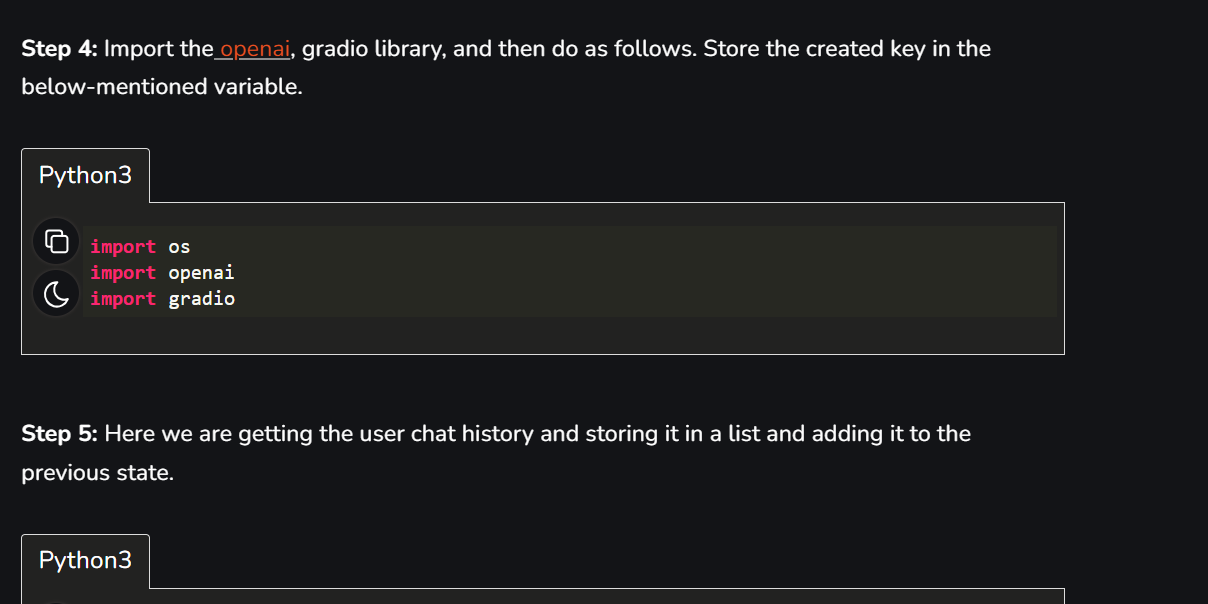 Step 4: Import the openai, gradio library, and then do as follows. Store the created key in the
below-mentioned variable.
Python3
import os
import openai
import gradio
Step 5: Here we are getting the user chat history and storing it in a list and adding it to the
previous state.
Python3